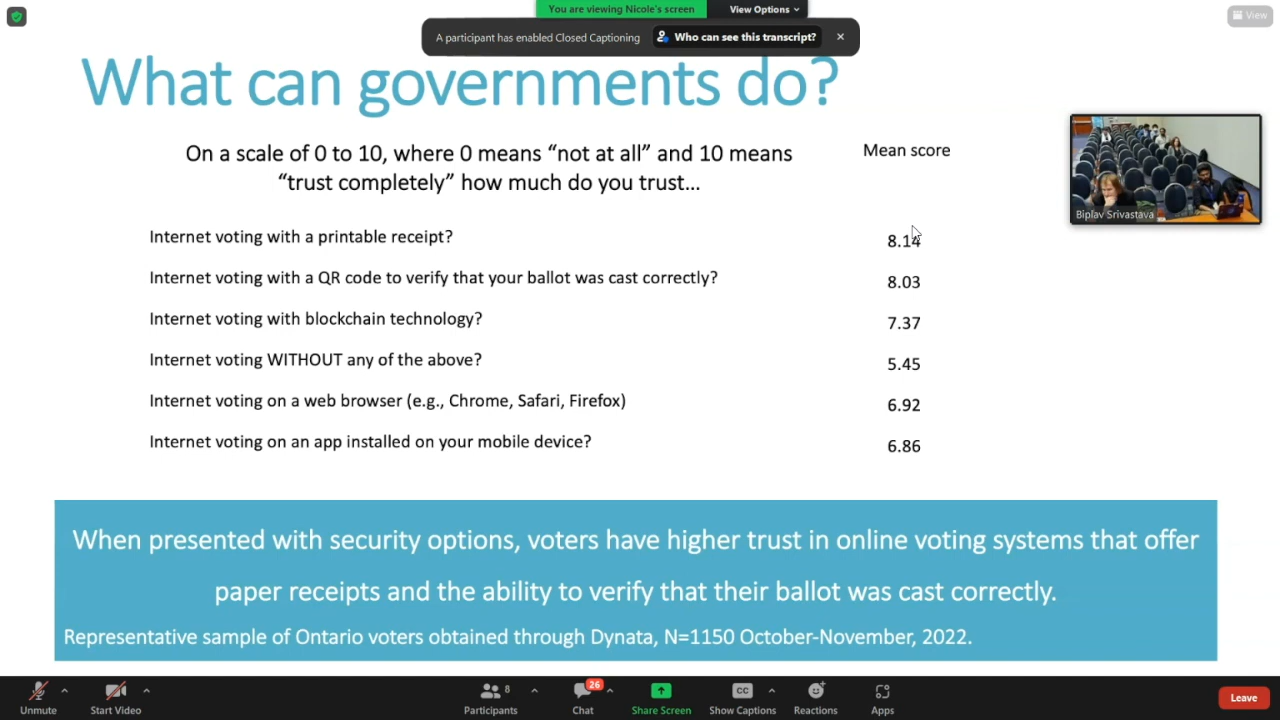 You are viewing Nicole's screen View Options
View
A participant has enabled Closed Captioning Who can see this transcript?
What can governments do?
On a scale of 0 to 10, where 0 means “not at all” and 10 means Mean score
“trust completely” how much do you trust...
Biplav Srivastava
Internet voting with a printable receipt? 8.14
Internet voting with a QR code to verify that your ballot was cast correctly? 8.03
Internet voting with blockchain technology? 7.37
Internet voting WITHOUT any of the above? 5.45
Internet voting on a web browser (e.g., Chrome, Safari, Firefox) 6.92
Internet voting on an app installed on your mobile device? 6.86
When presented with security options, voters have higher trust in online voting systems that offer
paper receipts and the ability to verify that their ballot was cast correctly.
Representative sample of Ontario voters obtained through Dynata, N=1150 October-November, 2022.
8 26 CC
Unmute Start Video Participants Chat Share Screen Show Captions Reactions Apps Leave